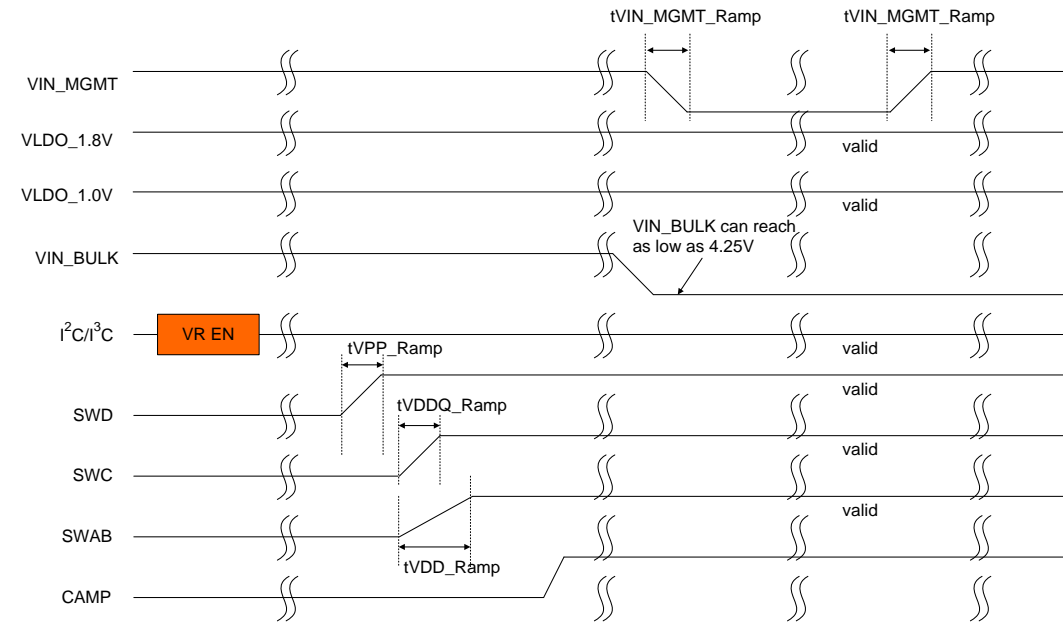 tVIN_MGMT_Ramp
tVIN_MGMT_Ramp
VIN_MGMT
VLDO_1.8V
valid
VLDO_1.0V
valid
VIN_BULK can reach
as low as 4.25V
VIN_BULK
I²C/I³C
VR EN
valid
tVPP_Ramp
valid
SWD
tVDDQ_Ramp
valid
SWC
valid
SWAB
tVDD_Ramp
CAMP